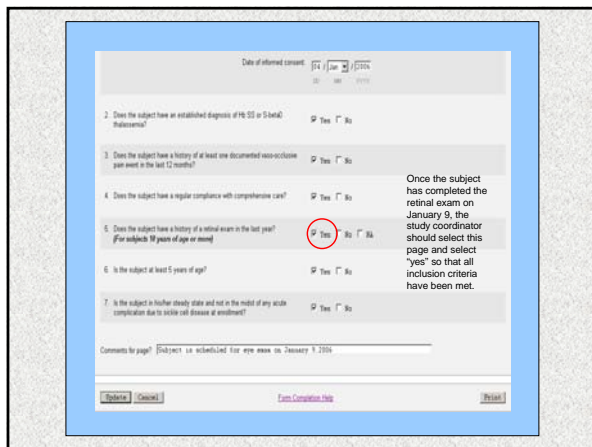 Date of informed consent: 04 / Jan / 2006
DD MM YYYY
2. Does the subject have an established diagnosis of Hb SS or S-beta0
thalassemia?
Yes No
3. Does the subject have a history of at least one documented vaso-occlusive
pain event in the last 12 months?
Yes No
4. Does the subject have a regular compliance with comprehensive care?
Yes No
5. Does the subject have a history of a retinal exam in the last year?
(For subjects 10 years of age or more)
Yes No NA
6. Is the subject at least 5 years of age?
Yes No
7. Is the subject in his/her steady state and not in the midst of any acute
complication due to sickle cell disease at enrollment?
Yes No
Once the subject
has completed the
retinal exam on
January 9, the
study coordinator
should select this
page and select
“yes” so that all
inclusion criteria
have been met.
Comments for page? Subject is scheduled for eye exam on January 9 2006
Update Cancel Form Completion Help Print